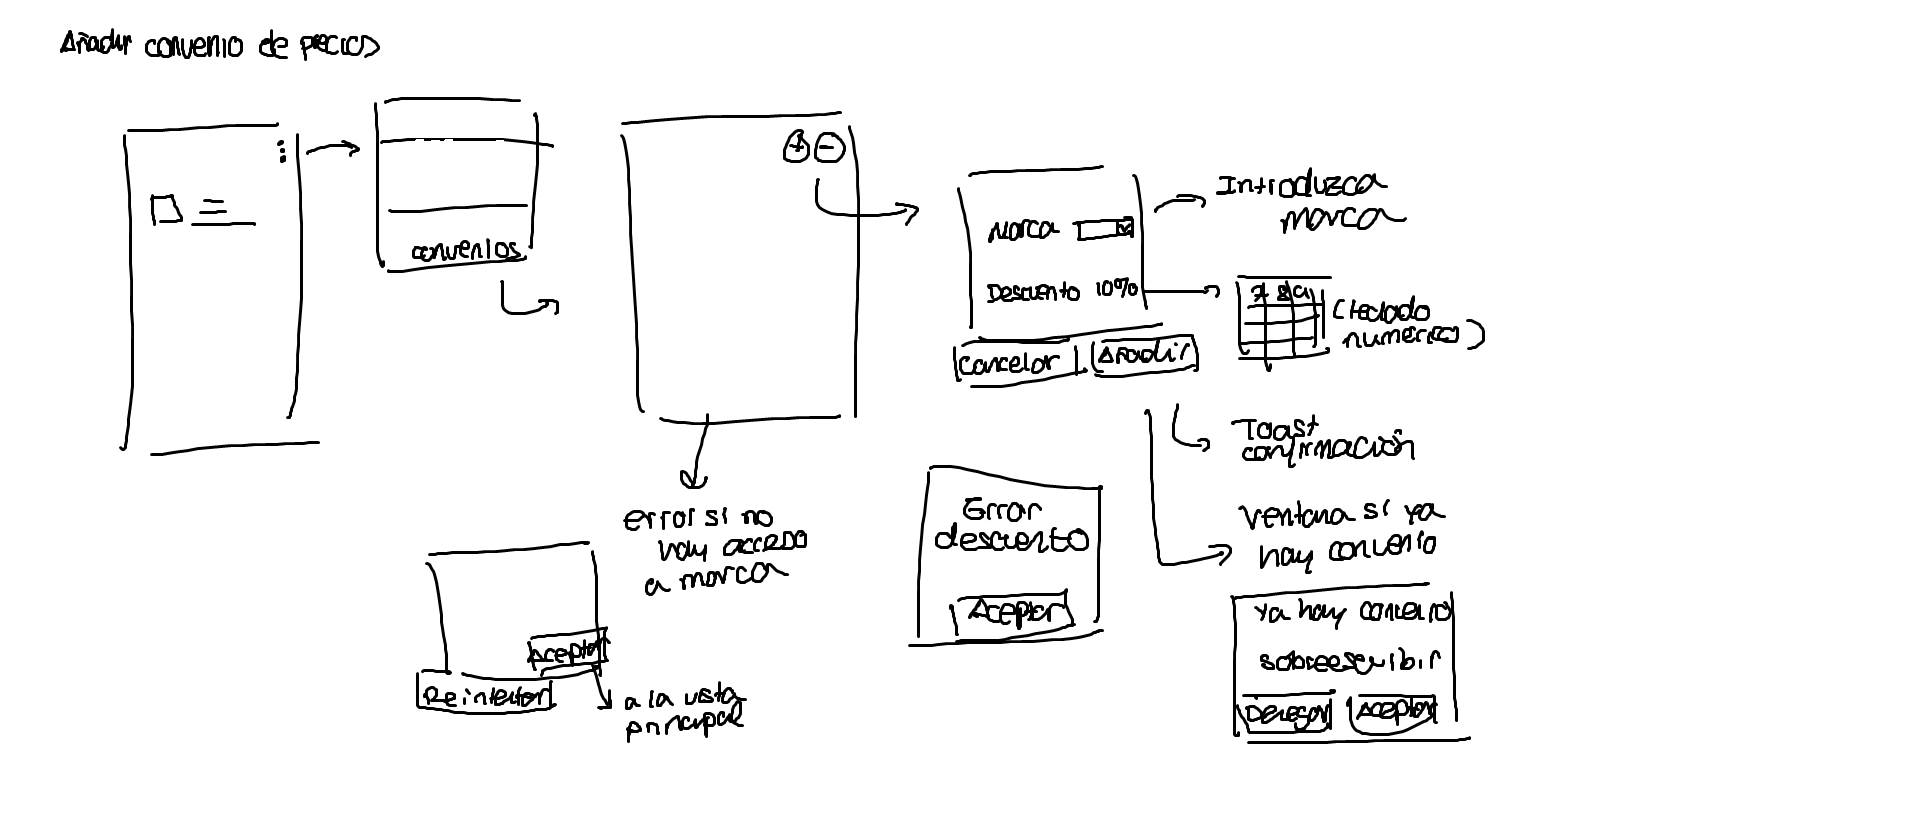 Añadir convenio de precios
convenios
+ -
Marca
Descuento 10%
Cancelar Añadir
Introduzca
marca
7 8 9
(teclado
numérico)
Toast
confirmación
ventana si ya
hay convenio
Ya hay convenio
sobreescribir
Denegar Aceptar
Error
descuento
Aceptar
error si no
hay acceso
a marca
Aceptar
Reintentar
a la vista
principal